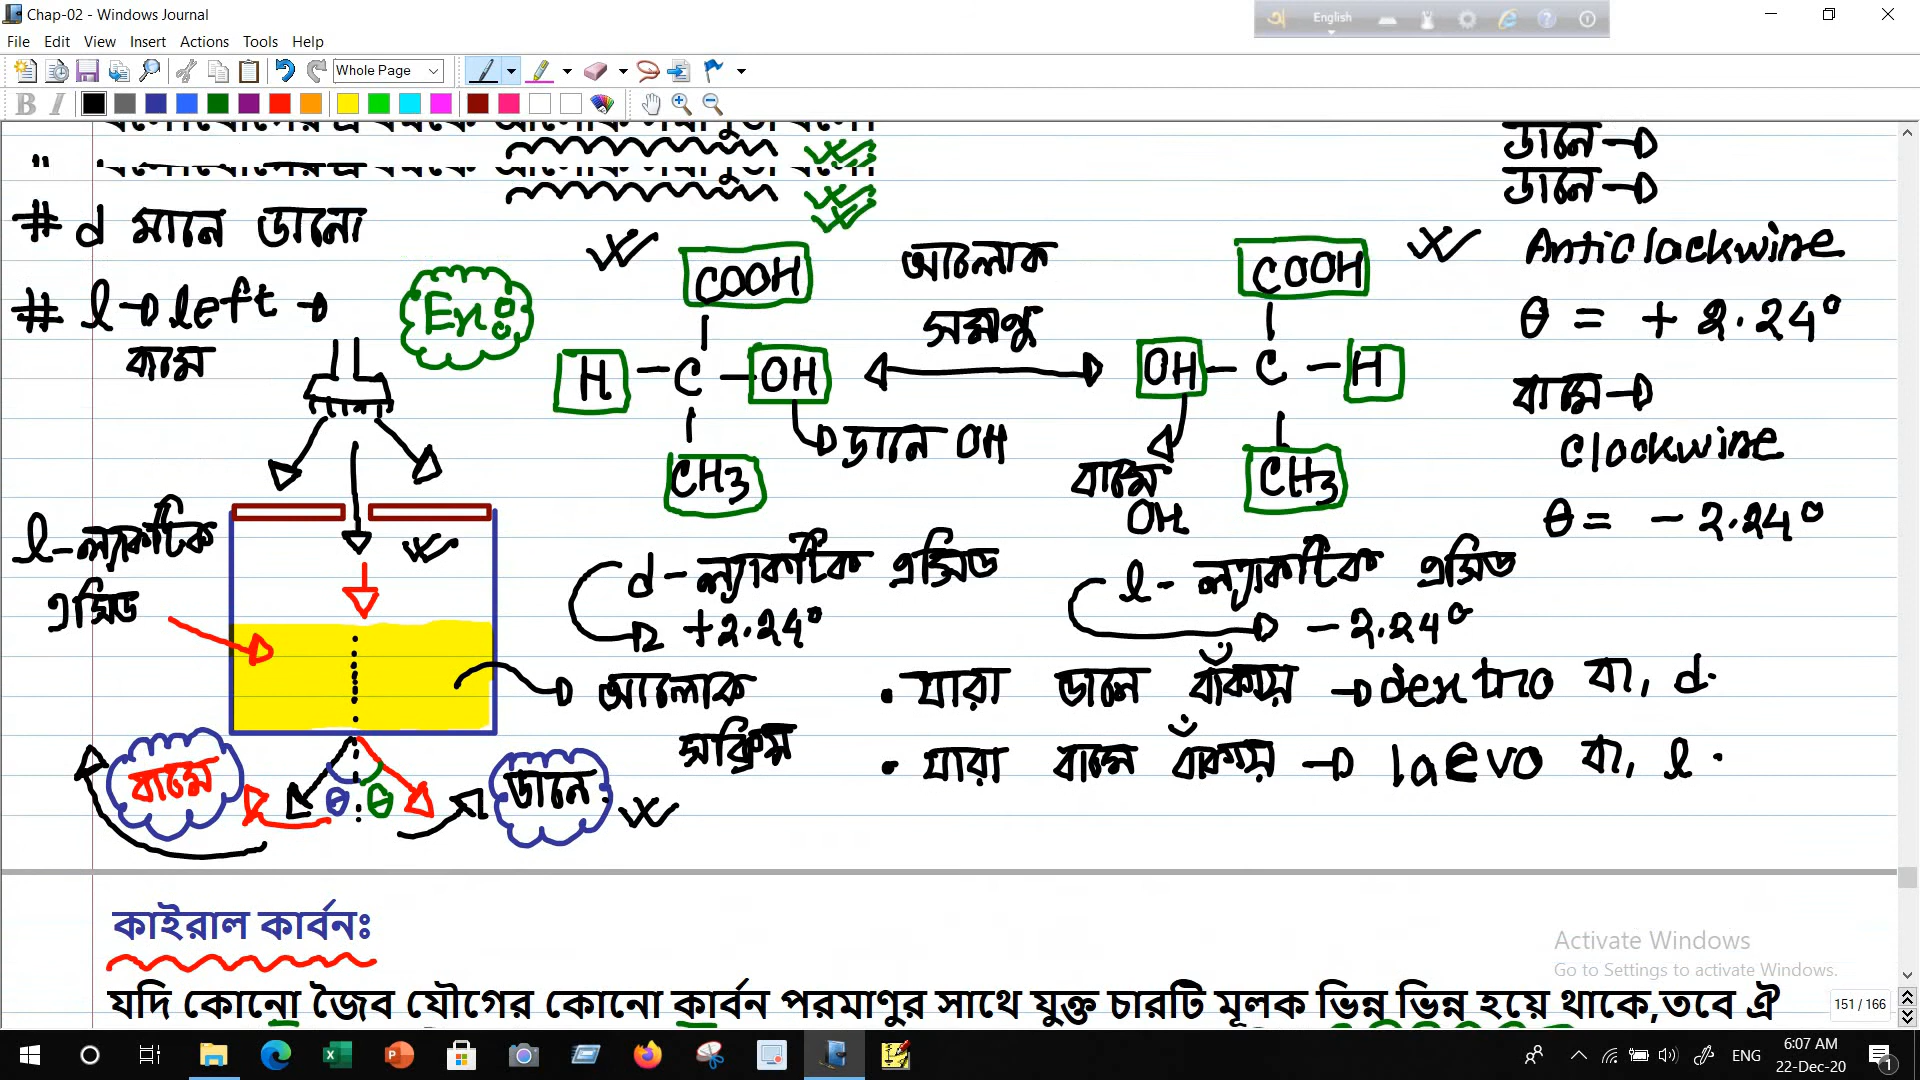 Chap-02 - Windows Journal
English
File Edit View Insert Actions Tools Help
Whole Page
B I
ডানে→
ডানে→
# d মানে ডানো
# l→left→
বামে
Ex:
COOH
H - C - OH
CH3
ডানে OH
আলোক
সমাণু
COOH
OH - C - H
CH3
বামে
OH
Anticlockwise
θ = + 2.24°
বামে→
Clockwise
θ = - 2.24°
l-ল্যাকটিক
এসিড
d-ল্যাকটিক এসিড
+2.24°
l- ল্যাকটিক এসিড
-2.24°
আলোক
সক্রিয়
• যারা ডানে বাঁকায় → dextro বা, d.
• যারা বামে বাঁকায় → laevo বা, l.
বামে
θ θ
ডানে
কাইরাল কার্বনঃ
যদি কোনো জৈব যৌগের কোনো কার্বন পরমাণুর সাথে যুক্ত চারটি মূলক ভিন্ন ভিন্ন হয়ে থাকে,তবে ঐ
Activate Windows
Go to Settings to activate Windows.
151 / 166
ENG
6:07 AM
22-Dec-20
1